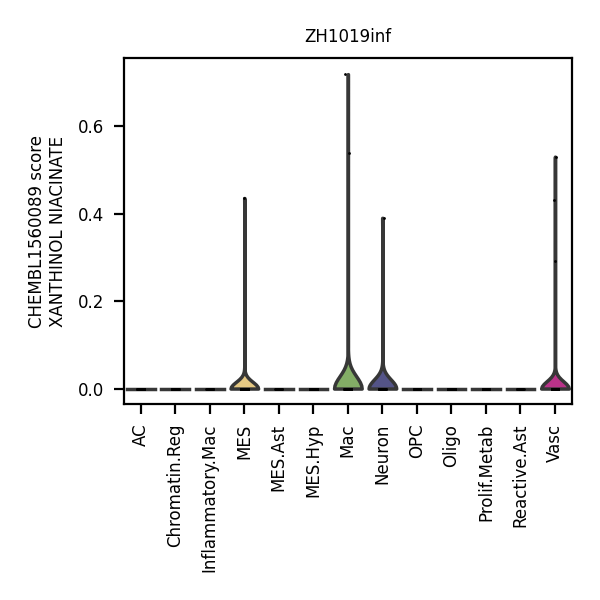 ZH1019inf
CHEMBL1560089 score
XANTHINOL NIACINATE
0.6
0.4
0.2
0.0
AC
Chromatin.Reg
Inflammatory.Mac
MES
MES.Ast
MES.Hyp
Mac
Neuron
OPC
Oligo
Prolif.Metab
Reactive.Ast
Vasc